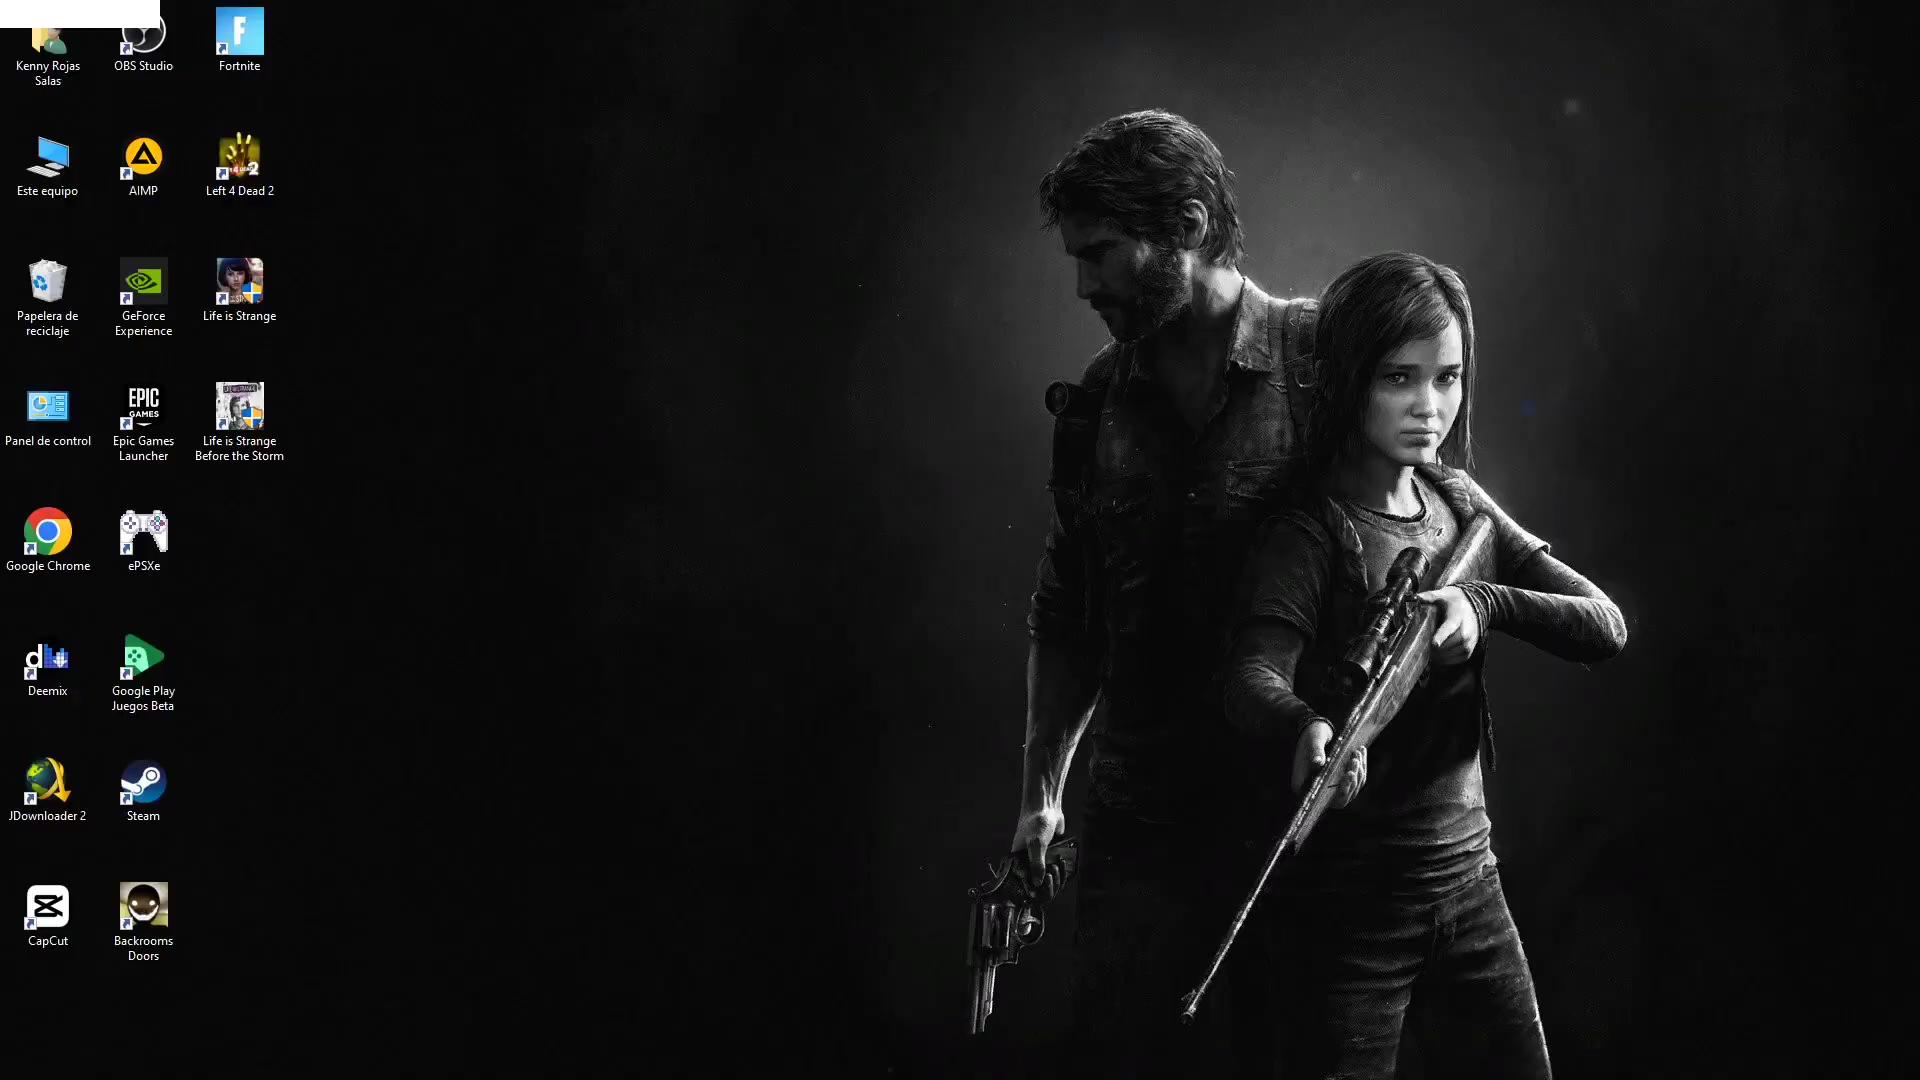 Kenny Rojas
Salas
OBS Studio
Fortnite
Este equipo
AIMP
Left 4 Dead 2
Papelera de
reciclaje
GeForce
Experience
Life is Strange
Panel de control
EPIC
GAMES
Epic Games
Launcher
Life is Strange
Before the Storm
Google Chrome
ePSXe
Deemix
Google Play
Juegos Beta
JDownloader 2
Steam
CapCut
Backrooms
Doors